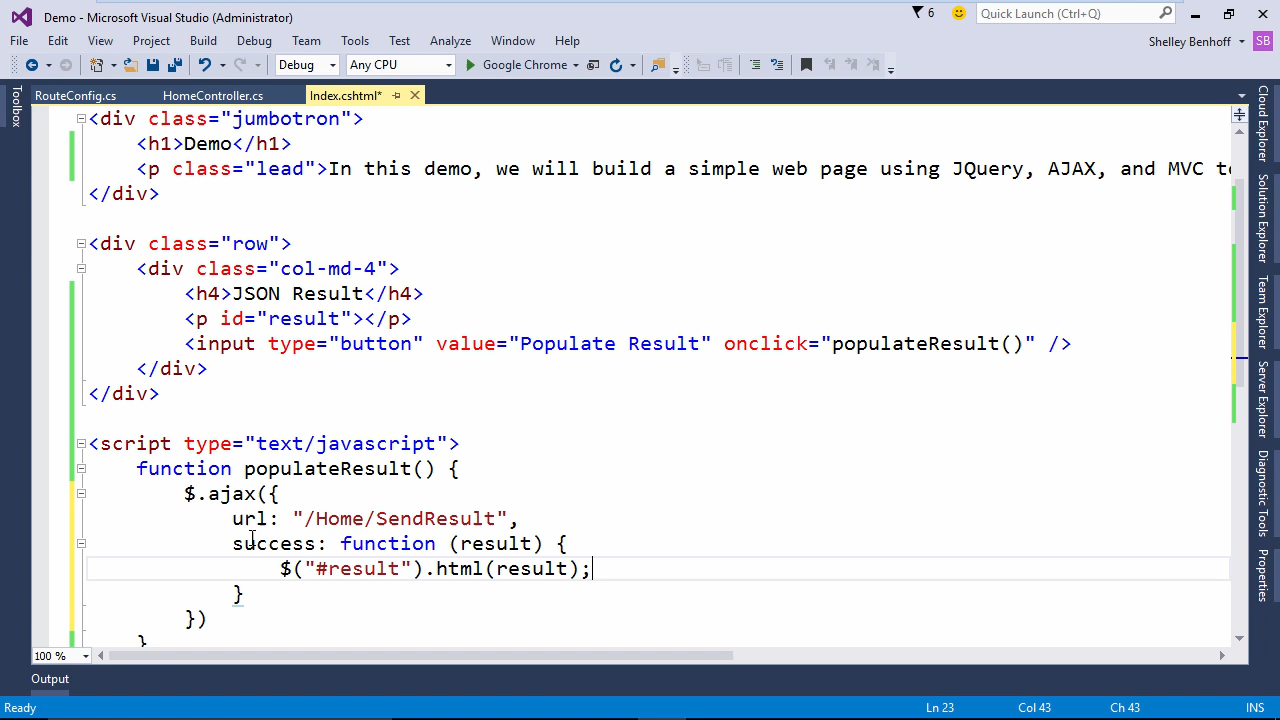 Demo - Microsoft Visual Studio (Administrator)
6
Quick Launch (Ctrl+Q)
File Edit View Project Build Debug Team Tools Test Analyze Window Help
Shelley Benhoff
SB
Debug
Any CPU
Google Chrome
RouteConfig.cs
HomeController.cs
Index.cshtml*
Toolbox
<div class="jumbotron">
<h1>Demo</h1>
<p class="lead">In this demo, we will build a simple web page using JQuery, AJAX, and MVC to
</div>
<div class="row">
<div class="col-md-4">
<h4>JSON Result</h4>
<p id="result"></p>
<input type="button" value="Populate Result" onclick="populateResult()" />
</div>
</div>
<script type="text/javascript">
function populateResult() {
$.ajax({
url: "/Home/SendResult",
success: function (result) {
$("#result").html(result);
}
})
}
Cloud Explorer
Solution Explorer
Team Explorer
Server Explorer
Diagnostic Tools
Properties
100 %
Output
Ready
Ln 23
Col 43
Ch 43
INS